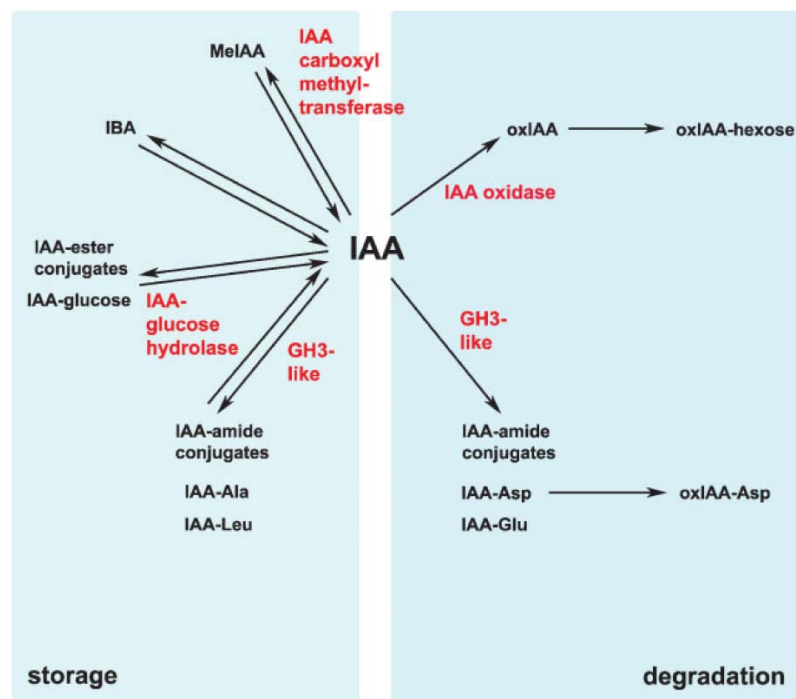 MeIAA
IAA
carboxyl
methyl-
transferase
IBA
oxIAA
oxIAA-hexose
IAA oxidase
IAA
IAA-ester
conjugates
IAA-glucose
IAA-
glucose
hydrolase
GH3-
like
GH3-
like
IAA-amide
conjugates
IAA-Ala
IAA-Leu
IAA-amide
conjugates
IAA-Asp
oxIAA-Asp
IAA-Glu
storage
degradation